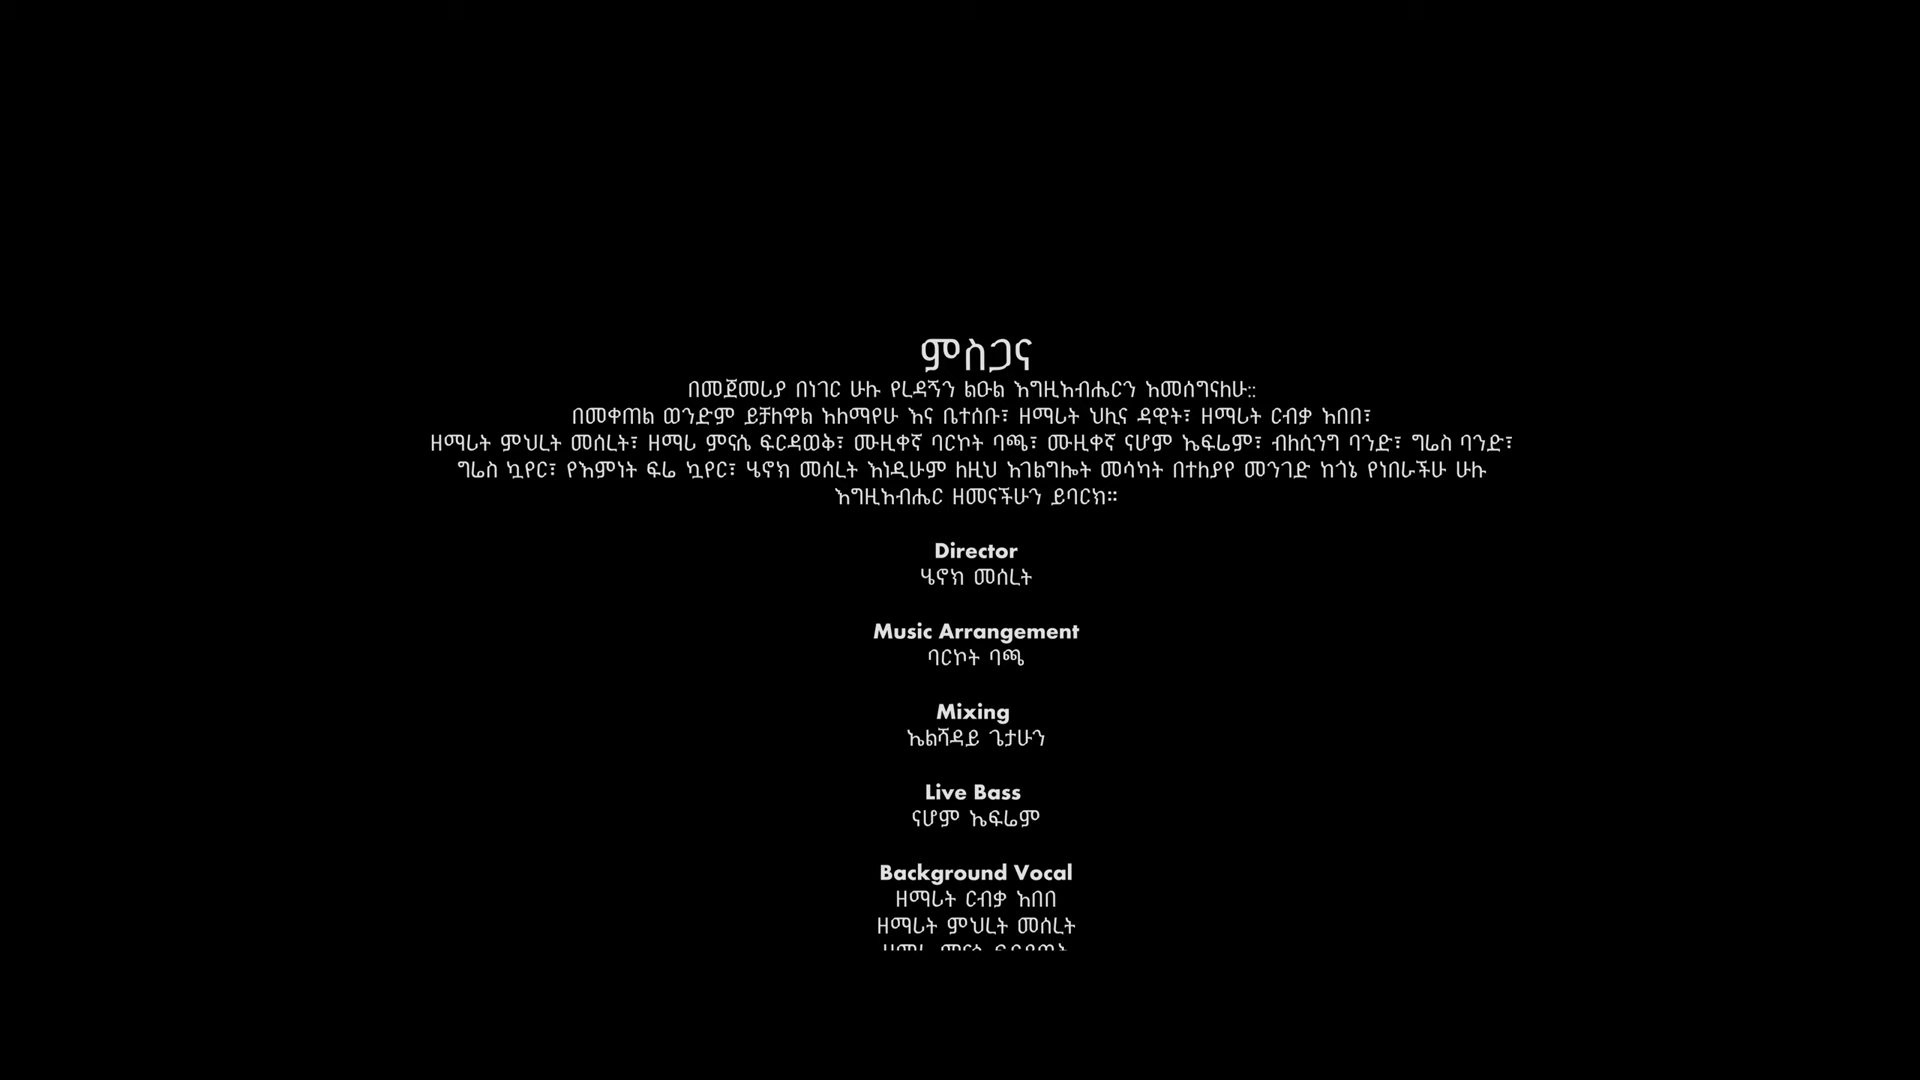 ምስጋና
በመጀመሪያ በነገር ሁሉ የረዳኝን ልዑል እግዚአብሔርን አመሰግናለሁ::
በመቀጠል ወንድም ይቻለዋል አለማየሁ እና ቤተሰቡ፣ ዘማሪት ህሊና ዳዊት፣ ዘማሪት ርብቃ አበበ፣
ዘማሪት ምህረት መሰረት፣ ዘማሪ ምናሴ ፍርዳወቅ፣ ሙዚቀኛ ባርኮት ባጫ፣ ሙዚቀኛ ናሆም ኤፍሬም፣ ብለሲንግ ባንድ፣ ግሬስ ባንድ፣
ግሬስ ኳየር፣ የእምነት ፍሬ ኳየር፣ ሄኖክ መሰረት እነዲሁም ለዚህ አገልግሎት መሳካት በተለያየ መንገድ ከጎኔ የነበራችሁ ሁሉ
እግዚአብሔር ዘመናችሁን ይባርክ።
Director
ሄኖክ መሰረት
Music Arrangement
ባርኮት ባጫ
Mixing
ኤልሻዳይ ጌታሁን
Live Bass
ናሆም ኤፍሬም
Background Vocal
ዘማሪት ርብቃ አበበ
ዘማሪት ምህረት መሰረት